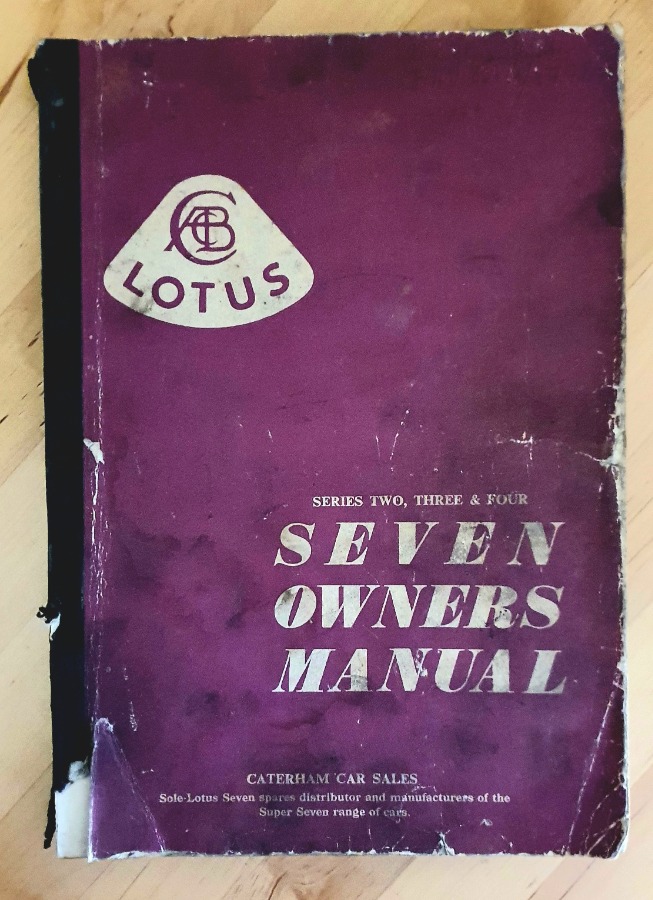 ACBC
LOTUS
SERIES TWO, THREE & FOUR
SEVEN
OWNERS
MANUAL
CATERHAM CAR SALES
Sole Lotus Seven spares distributor and manufacturers of the
Super Seven range of cars.